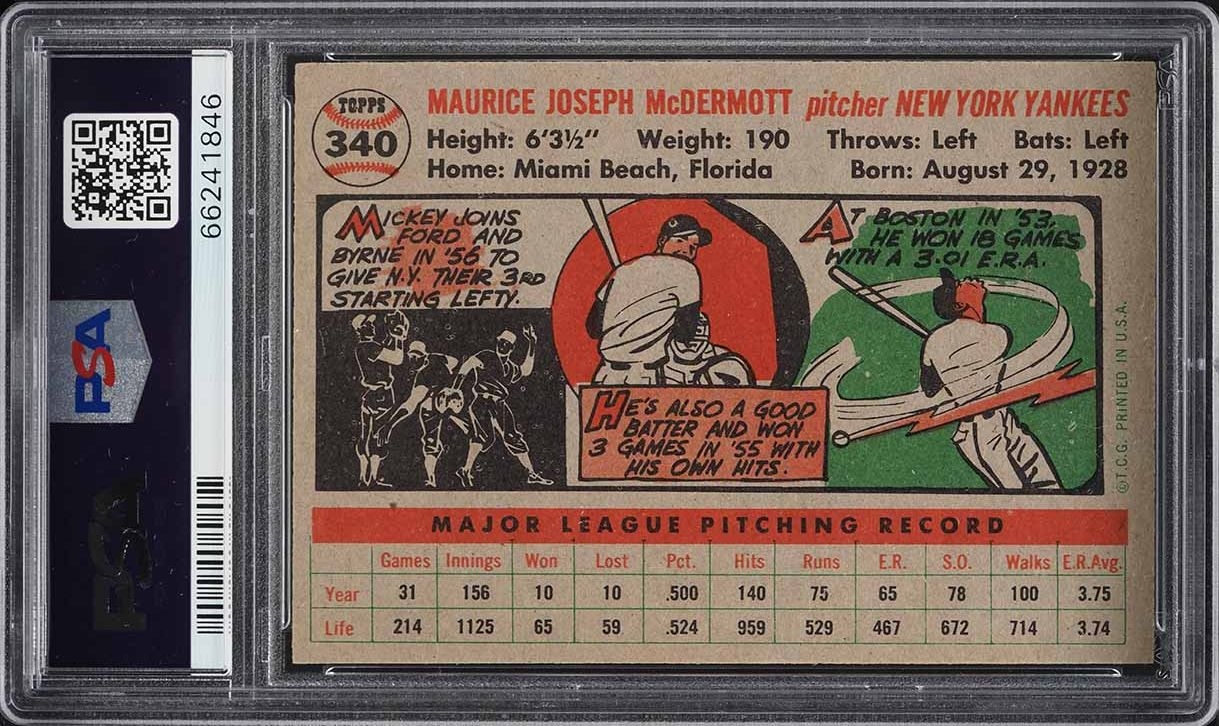 66241846
PSA
PSA
TOPPS
340
MAURICE JOSEPH McDERMOTT pitcher NEW YORK YANKEES
Height: 6'3½" Weight: 190 Throws: Left Bats: Left
Home: Miami Beach, Florida Born: August 29, 1928
MICKEY JOINS
FORD AND
BYRNE IN '56 TO
GIVE N.Y. THEIR 3RD
STARTING LEFTY.
HE'S ALSO A GOOD
BATTER AND WON
3 GAMES IN '55 WITH
HIS OWN HITS.
AT BOSTON IN '53,
HE WON 18 GAMES
WITH A 3.01 E.R.A.
©T.C.G. PRINTED IN U.S.A.
MAJOR LEAGUE PITCHING RECORD
Games Innings Won Lost Pct. Hits Runs E.R. S.O. Walks E.R.Avg.
Year 31 156 10 10 .500 140 75 65 78 100 3.75
Life 214 1125 65 59 .524 959 529 467 672 714 3.74